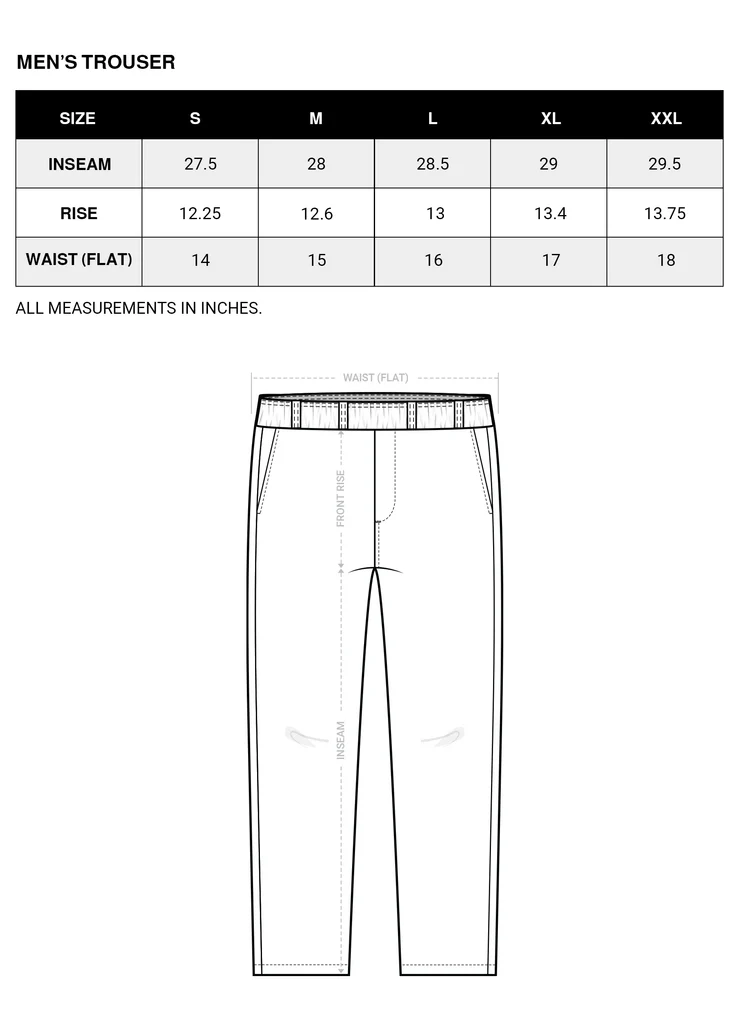 MEN'S TROUSER
SIZE S M L XL XXL
INSEAM 27.5 28 28.5 29 29.5
RISE 12.25 12.6 13 13.4 13.75
WAIST (FLAT) 14 15 16 17 18
ALL MEASUREMENTS IN INCHES.
WAIST (FLAT)
FRONT RISE
INSEAM